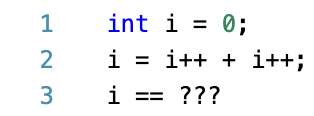 1 int i = 0;
2 i = i++ + i++;
3 i == ???